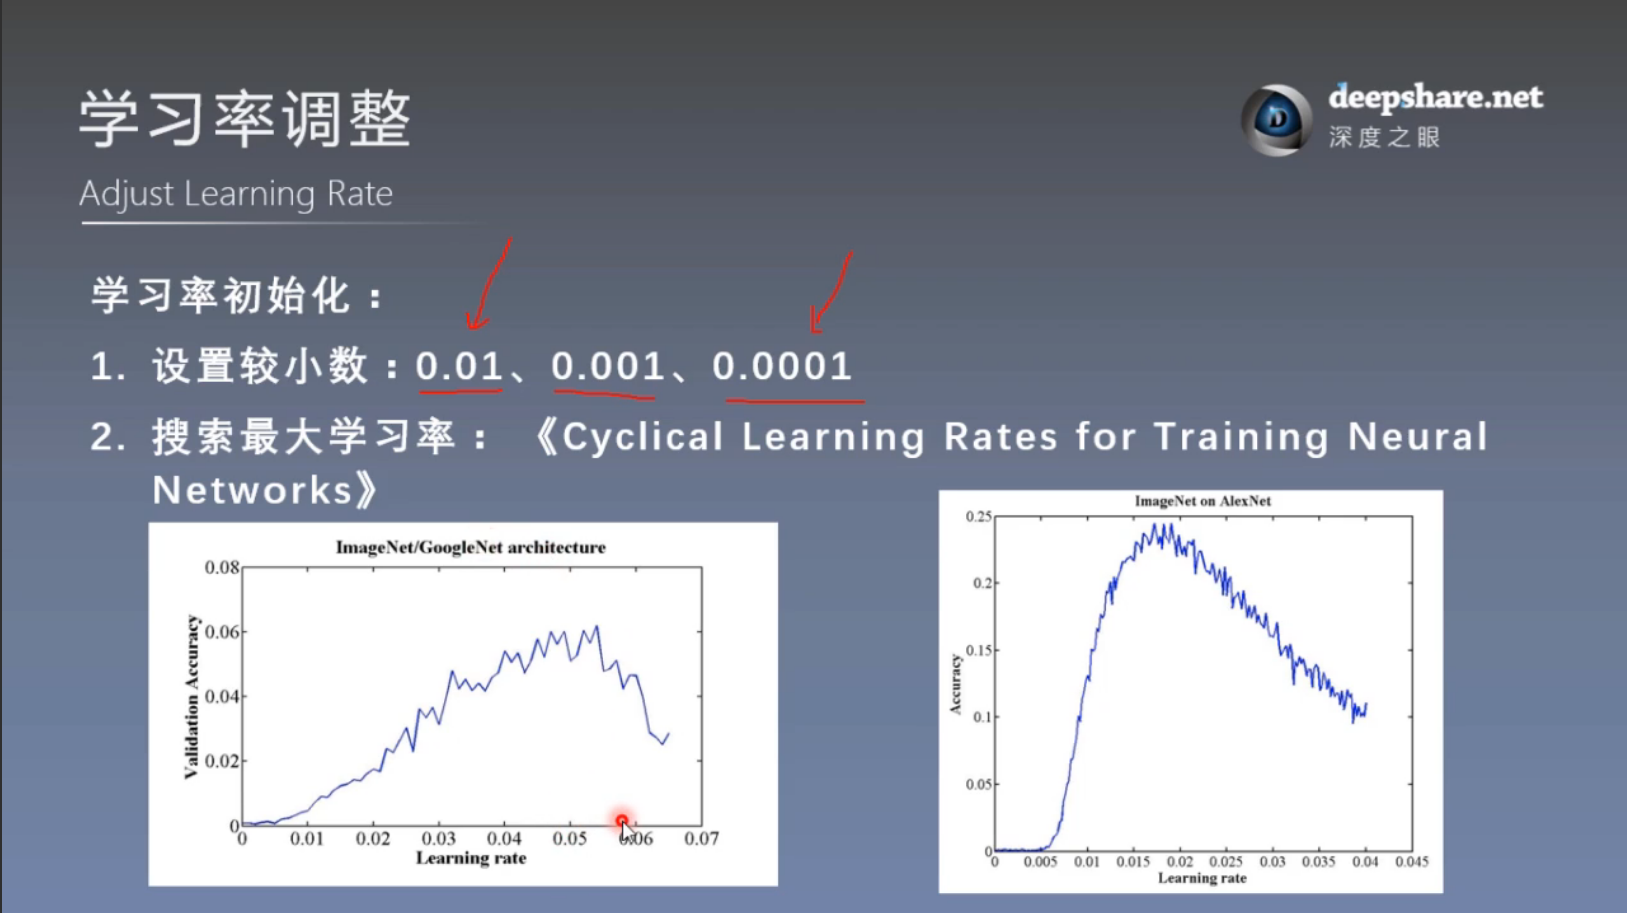 学习率调整
deepshare.net
深度之眼
Adjust Learning Rate
学习率初始化：
1. 设置较小数：0.01、0.001、0.0001
2. 搜索最大学习率： 《Cyclical Learning Rates for Training Neural
Networks》
ImageNet/GoogleNet architecture
Validation Accuracy
0.08
0.06
0.04
0.02
0
0 0.01 0.02 0.03 0.04 0.05 0.06 0.07
Learning rate
ImageNet on AlexNet
Accuracy
0.25
0.2
0.15
0.1
0.05
0
0 0.005 0.01 0.015 0.02 0.025 0.03 0.035 0.04 0.045
Learning rate